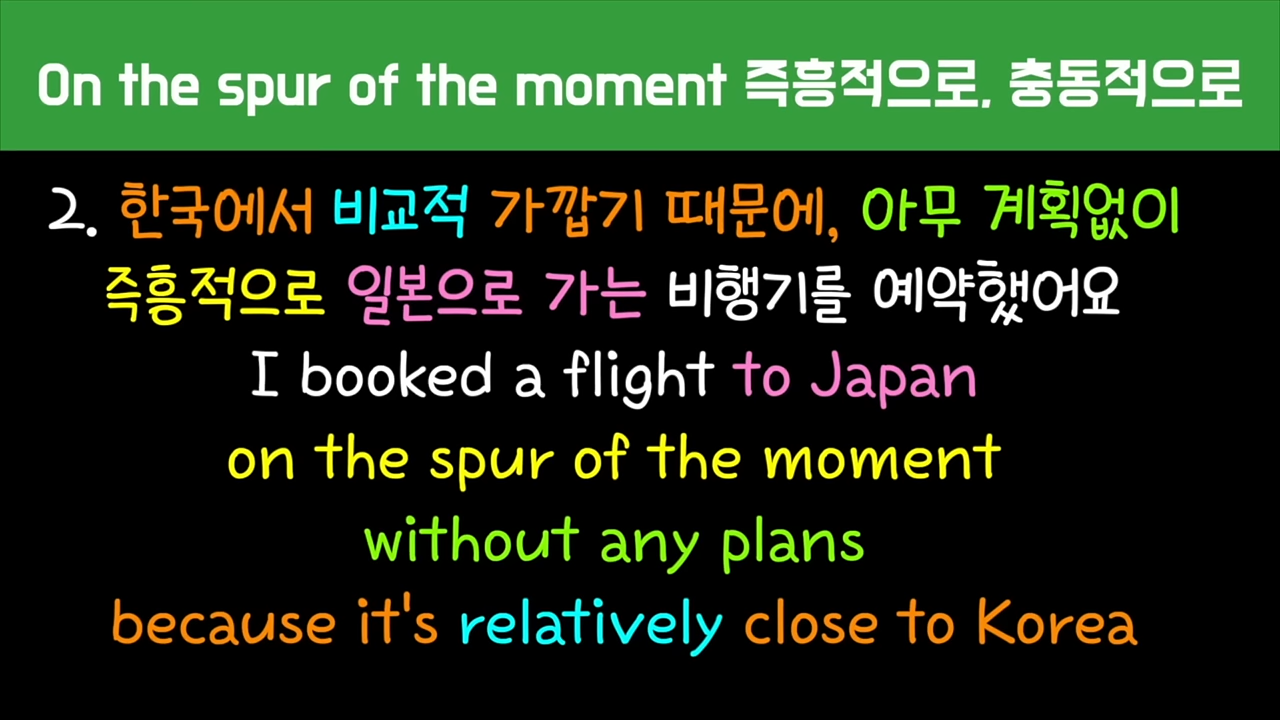 On the spur of the moment 즉흥적으로, 충동적으로
2. 한국에서 비교적 가깝기 때문에, 아무 계획없이
즉흥적으로 일본으로 가는 비행기를 예약했어요
I booked a flight to Japan
on the spur of the moment
without any plans
because it's relatively close to Korea